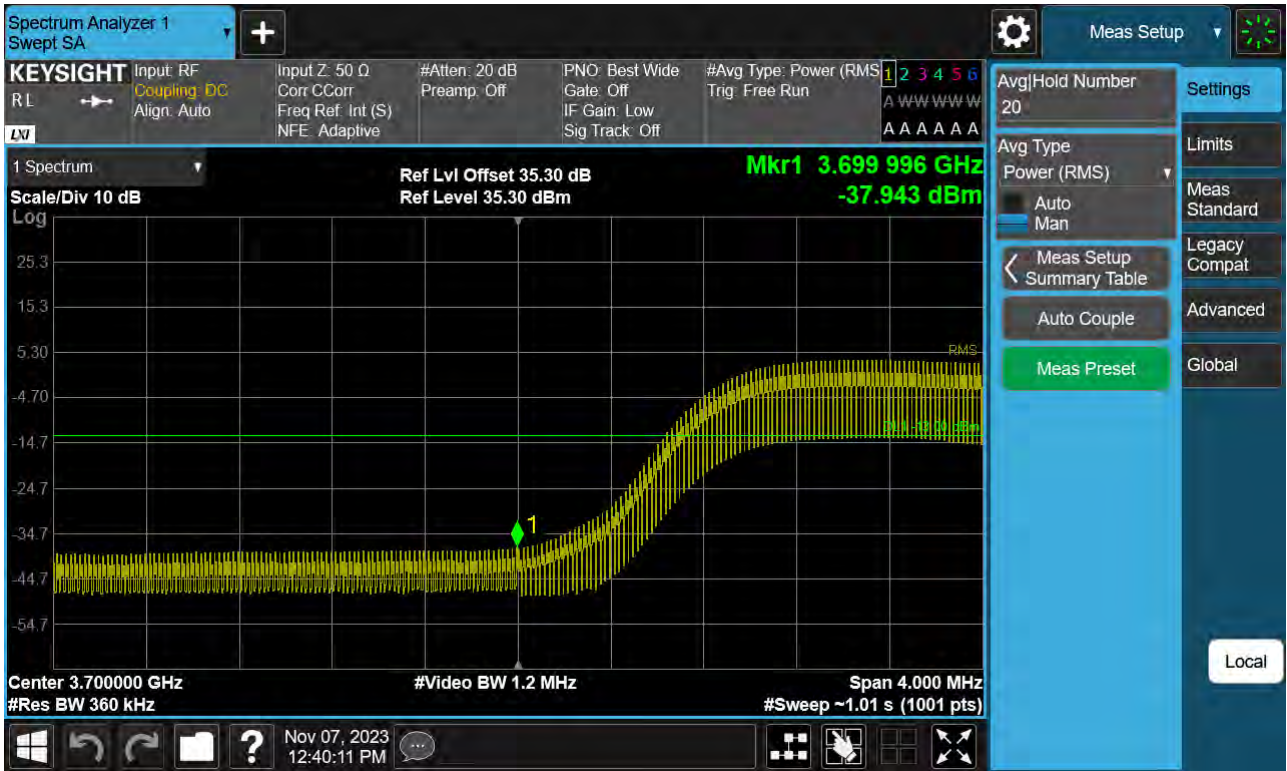 Spectrum Analyzer 1
Swept SA
+
Meas Setup
KEYSIGHT
RL
LXI
Input: RF
Coupling: DC
Align: Auto
Input Z: 50 Ω
Corr CCorr
Freq Ref: Int (S)
NFE: Adaptive
#Atten: 20 dB
Preamp: Off
PNO: Best Wide
Gate: Off
IF Gain: Low
Sig Track: Off
#Avg Type: Power (RMS
Trig: Free Run
1 2 3 4 5 6
A W W W W W
A A A A A A
1 Spectrum
Scale/Div 10 dB
Log
Ref Lvl Offset 35.30 dB
Ref Level 35.30 dBm
Mkr1 3.699 996 GHz
-37.943 dBm
25.3
15.3
5.30
-4.70
-14.7
-24.7
-34.7
-44.7
-54.7
RMS
DL1 -13.00 dBm
1
Center 3.700000 GHz
#Res BW 360 kHz
#Video BW 1.2 MHz
Span 4.000 MHz
#Sweep ~1.01 s (1001 pts)
Avg|Hold Number
20
Avg Type
Power (RMS)
Auto
Man
Meas Setup
Summary Table
Auto Couple
Meas Preset
Settings
Limits
Meas
Standard
Legacy
Compat
Advanced
Global
Local
?
Nov 07, 2023
12:40:11 PM